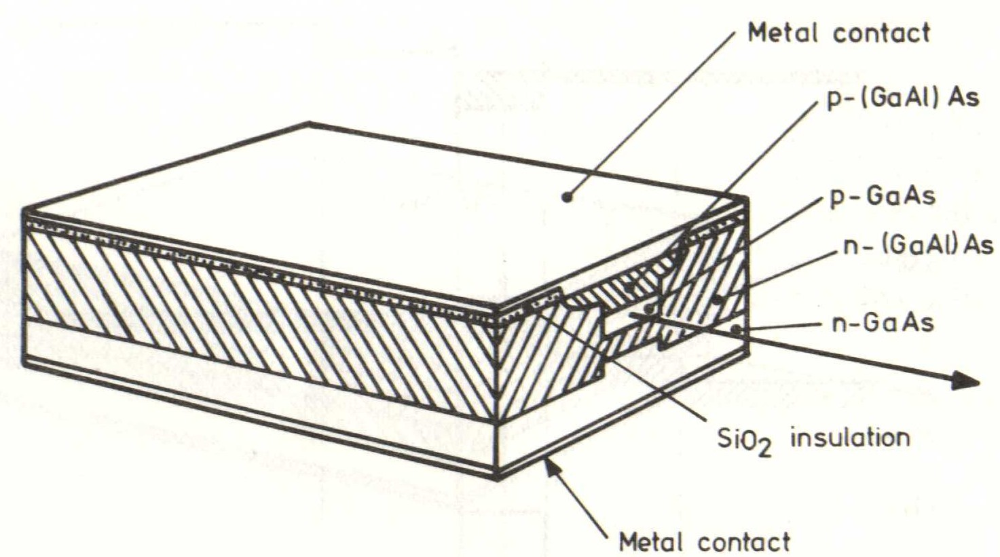 Metal contact
p-(GaAl) As
p-GaAs
n-(GaAl)As
n-GaAs
SiO2 insulation
Metal contact